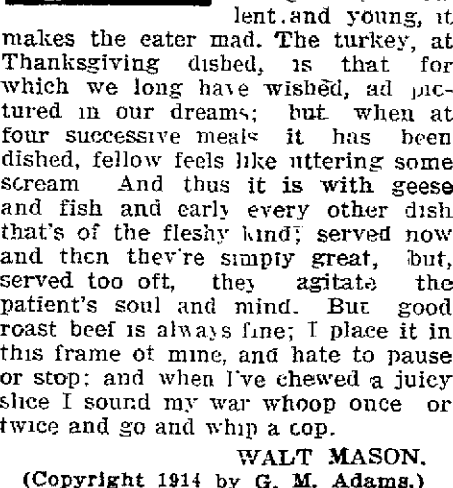 lent and young, it
makes the eater mad. The turkey, at
Thanksgiving dished, is that for
which we long have wished, ad pic-
tured in our dreams; but when at
four successive meals it has been
dished, fellow feels like uttering some
scream And thus it is with geese
and fish and early every other dish
that's of the fleshy kind; served now
and then they're simply great, but,
served too oft, they agitate the
patient's soul and mind. But good
roast beef is always fine; I place it in
this frame of mine, and hate to pause
or stop; and when I've chewed a juicy
slice I sound my war whoop once or
twice and go and whip a cop.
WALT MASON.
(Copyright 1914 by G. M. Adams.)